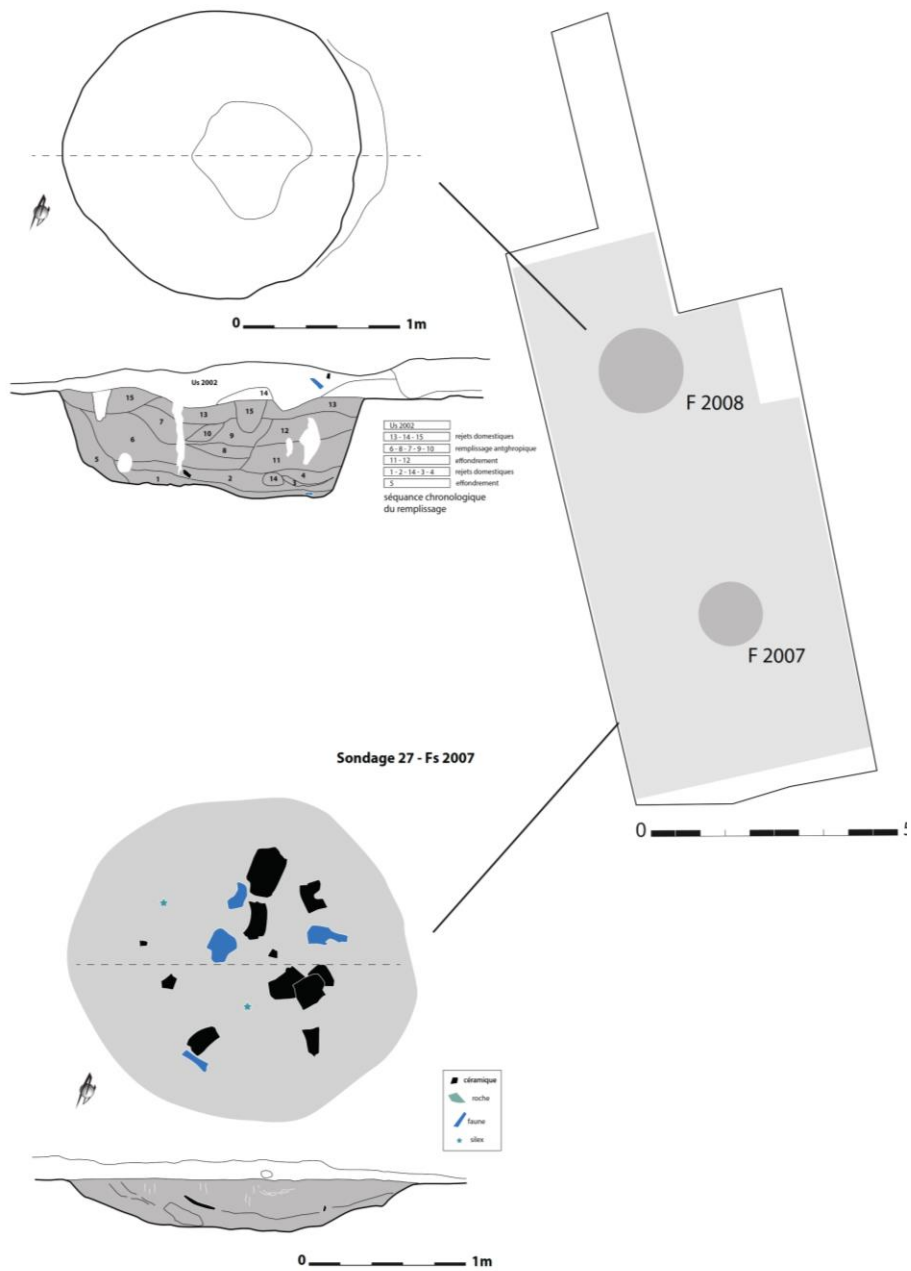 0 1m
Us 2002
14
15
13
15
13
7
12
10
9
6
8
11
5
4
14
1
2
3
Us 2002
13 - 14 - 15 rejets domestiques
6 - 8 - 7 - 9 - 10 remplissage antghropique
11 - 12 effondrement
1 - 2 - 14 - 3 - 4 rejets domestiques
5 effondrement
séquance chronologique
du remplissage
F 2008
F 2007
0 5
Sondage 27 - Fs 2007
céramique
roche
faune
silex
0 1m